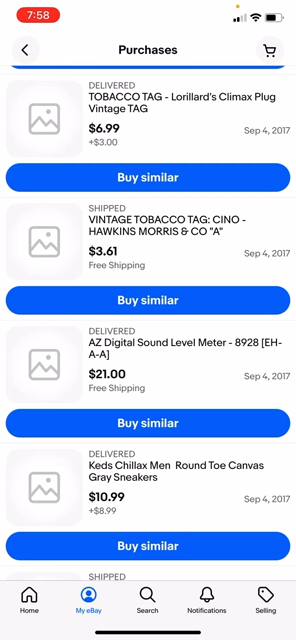 7:58
Purchases
DELIVERED
TOBACCO TAG - Lorillard's Climax Plug
Vintage TAG
$6.99
+$3.00
Sep 4, 2017
Buy similar
SHIPPED
VINTAGE TOBACCO TAG: CINO -
HAWKINS MORRIS & CO "A"
$3.61
Free Shipping
Sep 4, 2017
Buy similar
DELIVERED
AZ Digital Sound Level Meter - 8928 [EH-
A-A]
$21.00
Free Shipping
Sep 4, 2017
Buy similar
DELIVERED
Keds Chillax Men Round Toe Canvas
Gray Sneakers
$10.99
+$8.99
Sep 4, 2017
Buy similar
SHIPPED
Home
My eBay
Search
Notifications
Selling